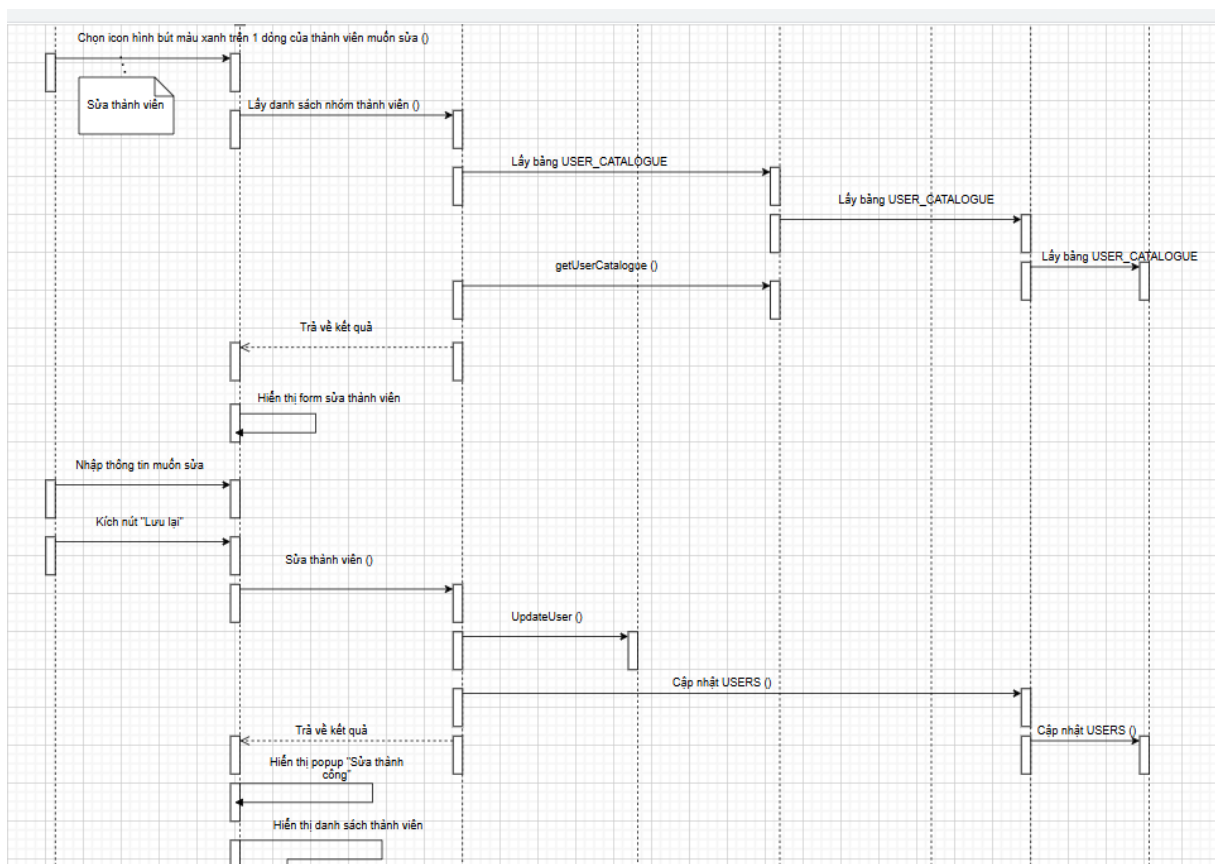 Chọn icon hình bút màu xanh trên 1 dòng của thành viên muốn sửa ()
Sửa thành viên
Lấy danh sách nhóm thành viên ()
Lấy bảng USER_CATALOGUE
Lấy bảng USER_CATALOGUE
Lấy bảng USER_CATALOGUE
getUserCatalogue ()
Trả về kết quả
Hiển thị form sửa thành viên
Nhập thông tin muốn sửa
Kích nút "Lưu lại"
Sửa thành viên ()
UpdateUser ()
Cập nhật USERS ()
Trả về kết quả
Cập nhật USERS ()
Hiển thị popup "Sửa thành
công"
Hiển thị danh sách thành viên